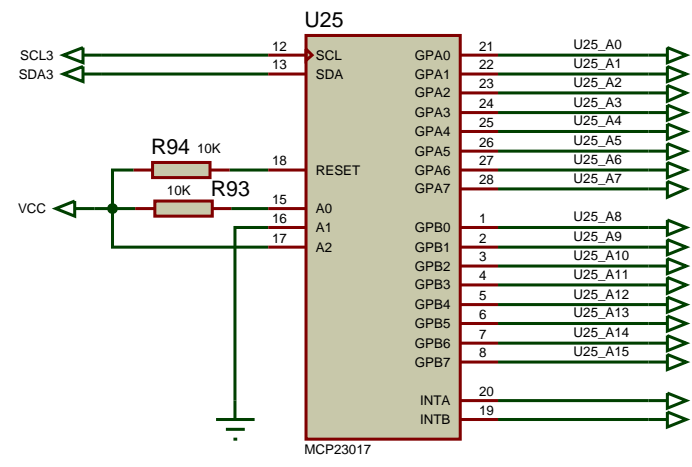 U25
SCL3 12 SCL GPA0 21 U25_A0
SDA3 13 SDA GPA1 22 U25_A1
GPA2 23 U25_A2
GPA3 24 U25_A3
GPA4 25 U25_A4
R94 10K GPA5 26 U25_A5
18 RESET GPA6 27 U25_A6
10K R93 GPA7 28 U25_A7
VCC 15 A0
16 A1 GPB0 1 U25_A8
17 A2 GPB1 2 U25_A9
GPB2 3 U25_A10
GPB3 4 U25_A11
GPB4 5 U25_A12
GPB5 6 U25_A13
GPB6 7 U25_A14
GPB7 8 U25_A15
INTA 20
INTB 19
MCP23017